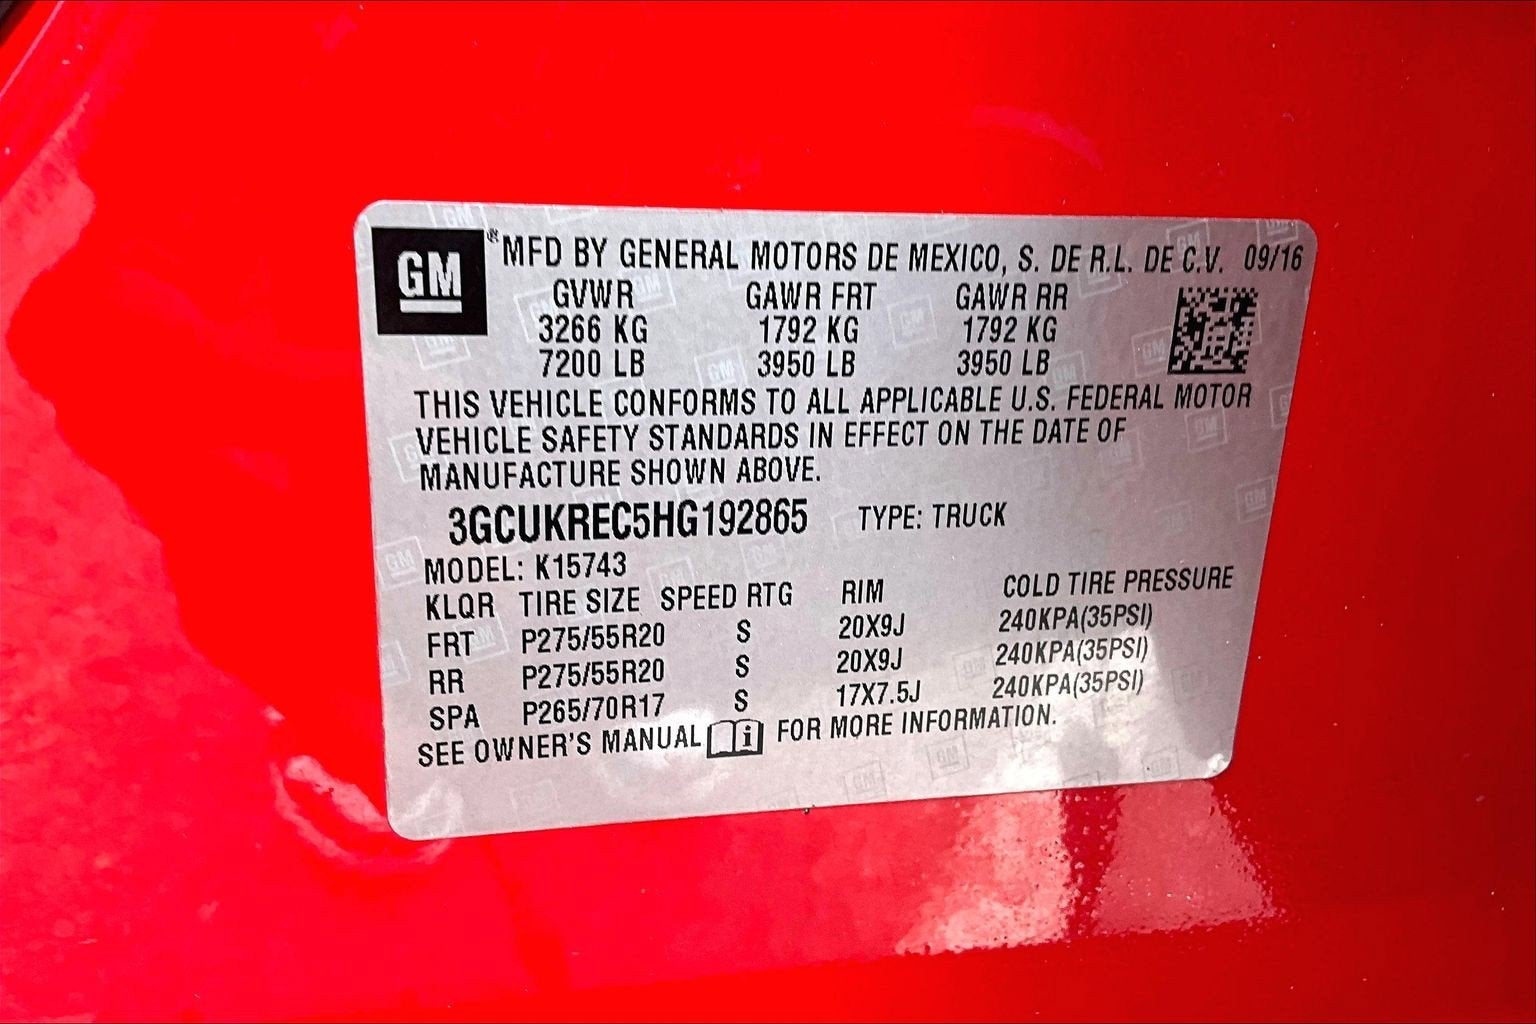 GM® MFD BY GENERAL MOTORS DE MEXICO, S. DE R.L. DE C.V. 09/16
GVWR GAWR FRT GAWR RR
3266 KG 1792 KG 1792 KG
7200 LB 3950 LB 3950 LB
THIS VEHICLE CONFORMS TO ALL APPLICABLE U.S. FEDERAL MOTOR
VEHICLE SAFETY STANDARDS IN EFFECT ON THE DATE OF
MANUFACTURE SHOWN ABOVE.
3GCUKREC5HG192865 TYPE: TRUCK
MODEL: K15743
KLQR TIRE SIZE SPEED RTG RIM COLD TIRE PRESSURE
FRT P275/55R20 S 20X9J 240KPA(35PSI)
RR P275/55R20 S 20X9J 240KPA(35PSI)
SPA P265/70R17 S 17X7.5J 240KPA(35PSI)
SEE OWNER'S MANUAL i FOR MORE INFORMATION.